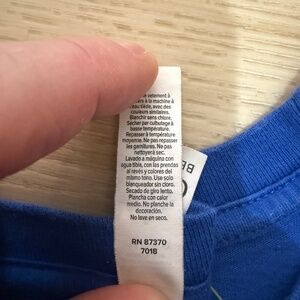 vêtement à
à la machine à
eau tiède, avec des
couleurs similaires.
Blanchir sans chlore.
Sécher par culbutage à
basse température.
Repasser à température
moyenne. Ne pas repasser
les garnitures. Ne pas
nettoyer à sec.
Lavado a máquina con
agua tibia, con las prendas
al revés y colores del
mismo tono. Use solo
blanqueador sin cloro.
Secado de giro lento.
Plancha con calor
medio. No planche la
decoración.
No lave en seco.
RN 87370
7018